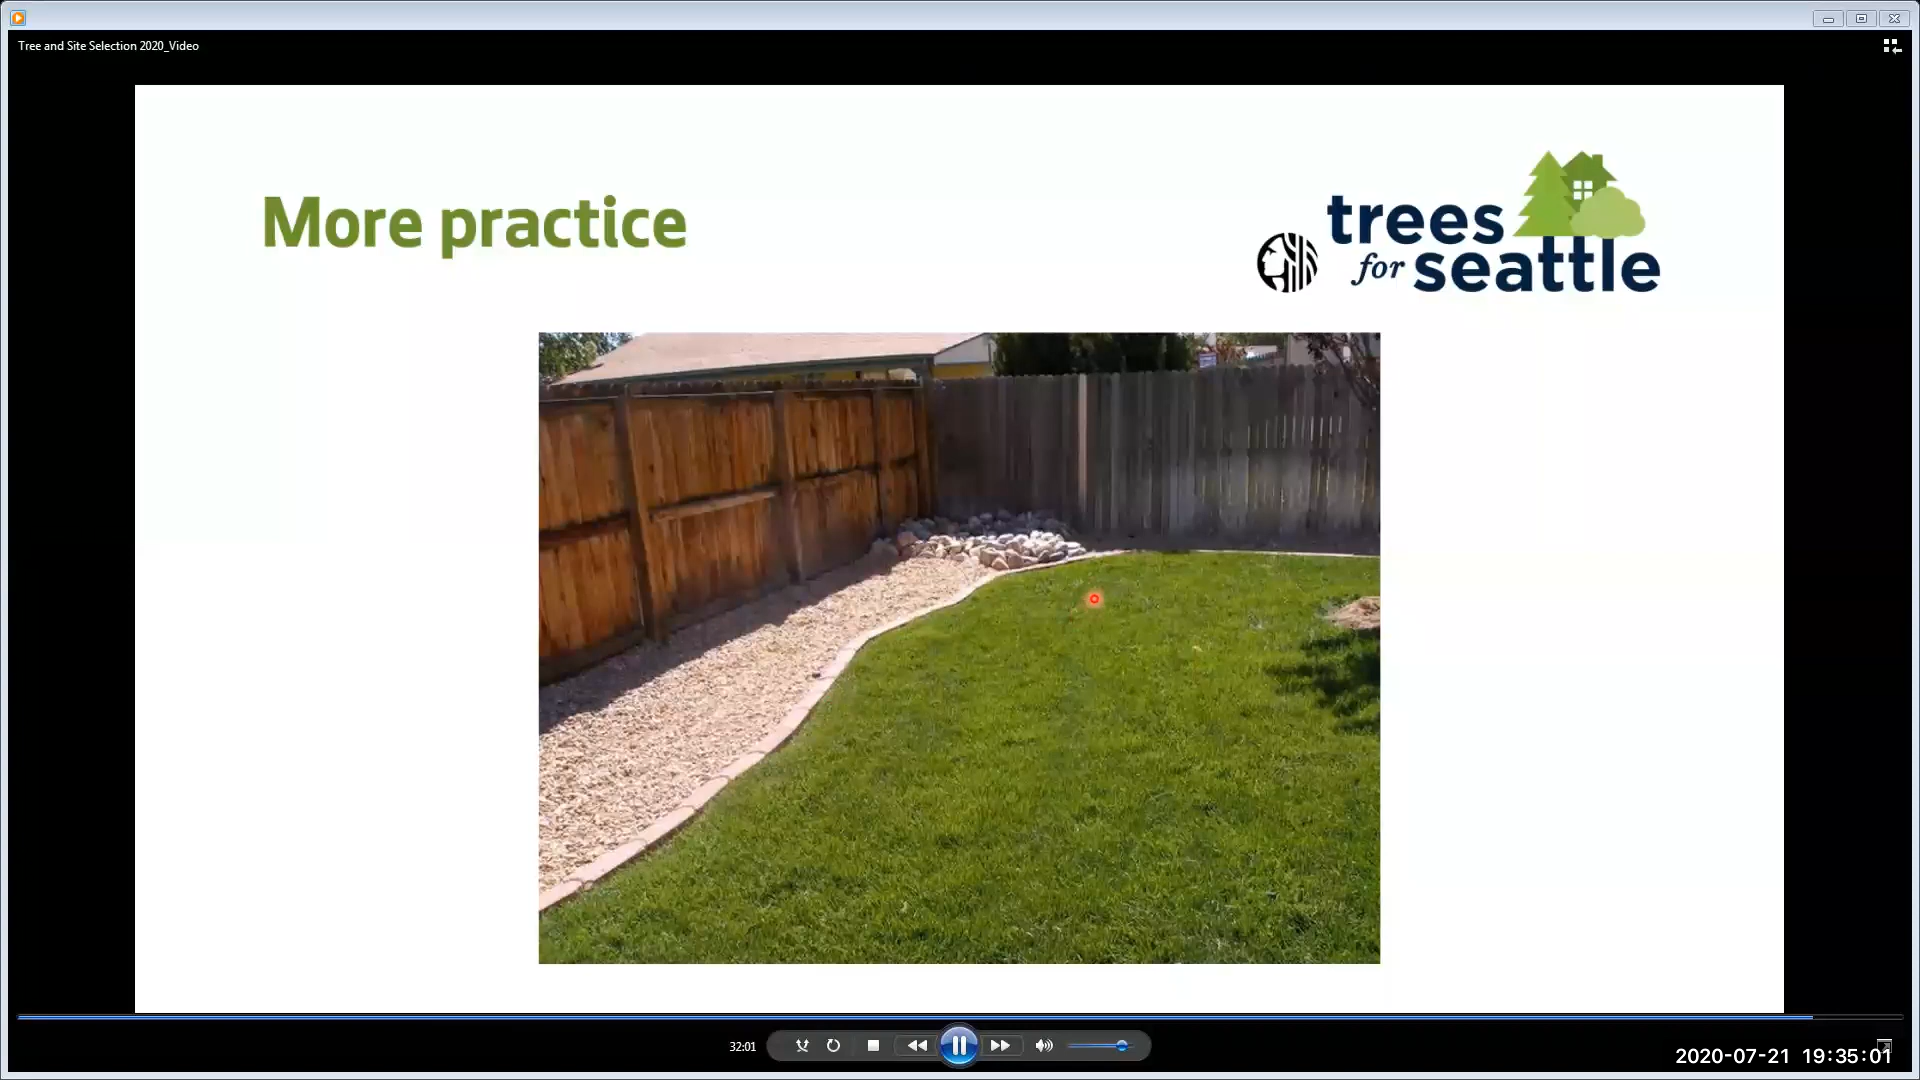 Tree and Site Selection 2020_Video
More practice
trees
for seattle
32:01
2020-07-21 19:35:01